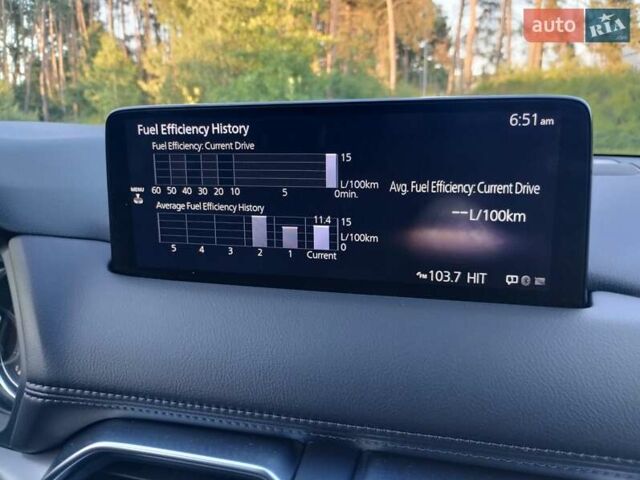 auto RIA
6:51am
Fuel Efficiency History
Fuel Efficiency: Current Drive
15
L/100km
60 50 40 30 20 10 5 0min.
MENU
Avg. Fuel Efficiency: Current Drive
--L/100km
Average Fuel Efficiency History
11.4 15
L/100km
0
5 4 3 2 1 Current
FM 103.7 HIT